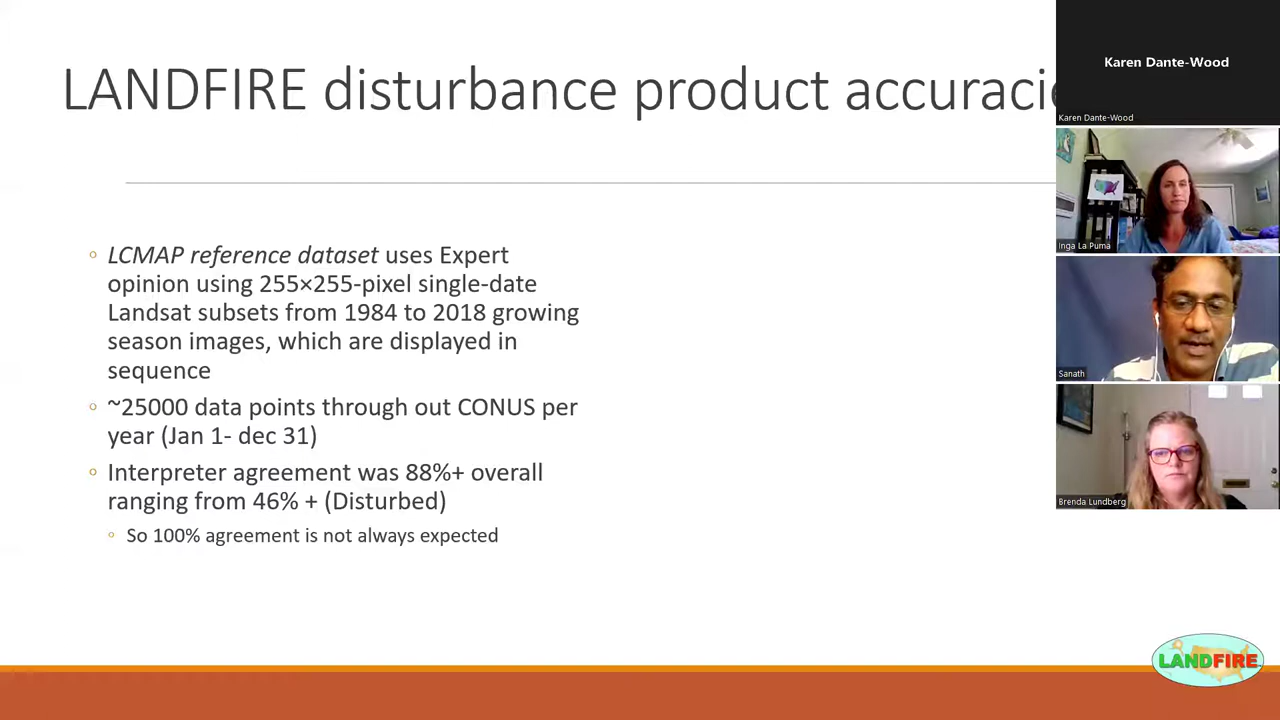 LANDFIRE disturbance product accuracie
LCMAP reference dataset uses Expert
opinion using 255×255-pixel single-date
Landsat subsets from 1984 to 2018 growing
season images, which are displayed in
sequence
~25000 data points through out CONUS per
year (Jan 1- dec 31)
Interpreter agreement was 88%+ overall
ranging from 46% + (Disturbed)
So 100% agreement is not always expected
Karen Dante-Wood
Karen Dante-Wood
Inga La Puma
Sanath
Brenda Lundberg
LANDFIRE